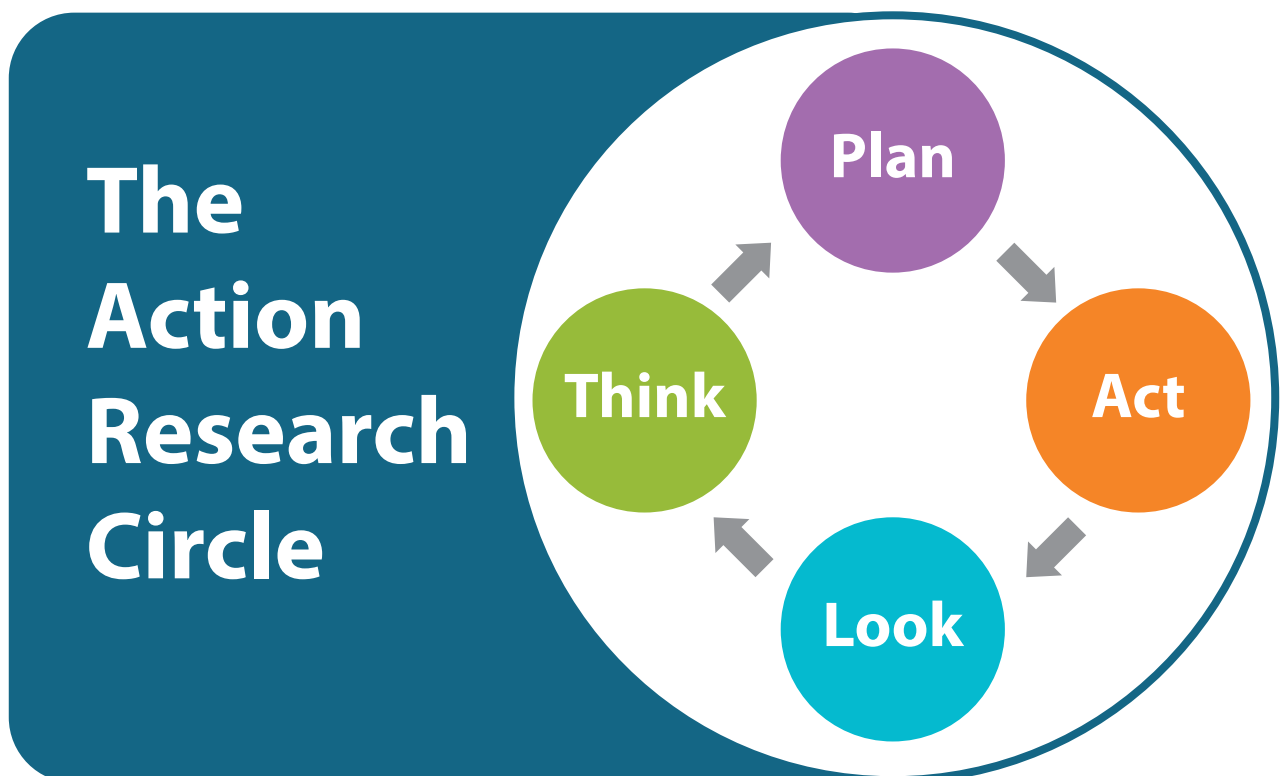 The
Action
Research
Circle
Plan
Act
Look
Think